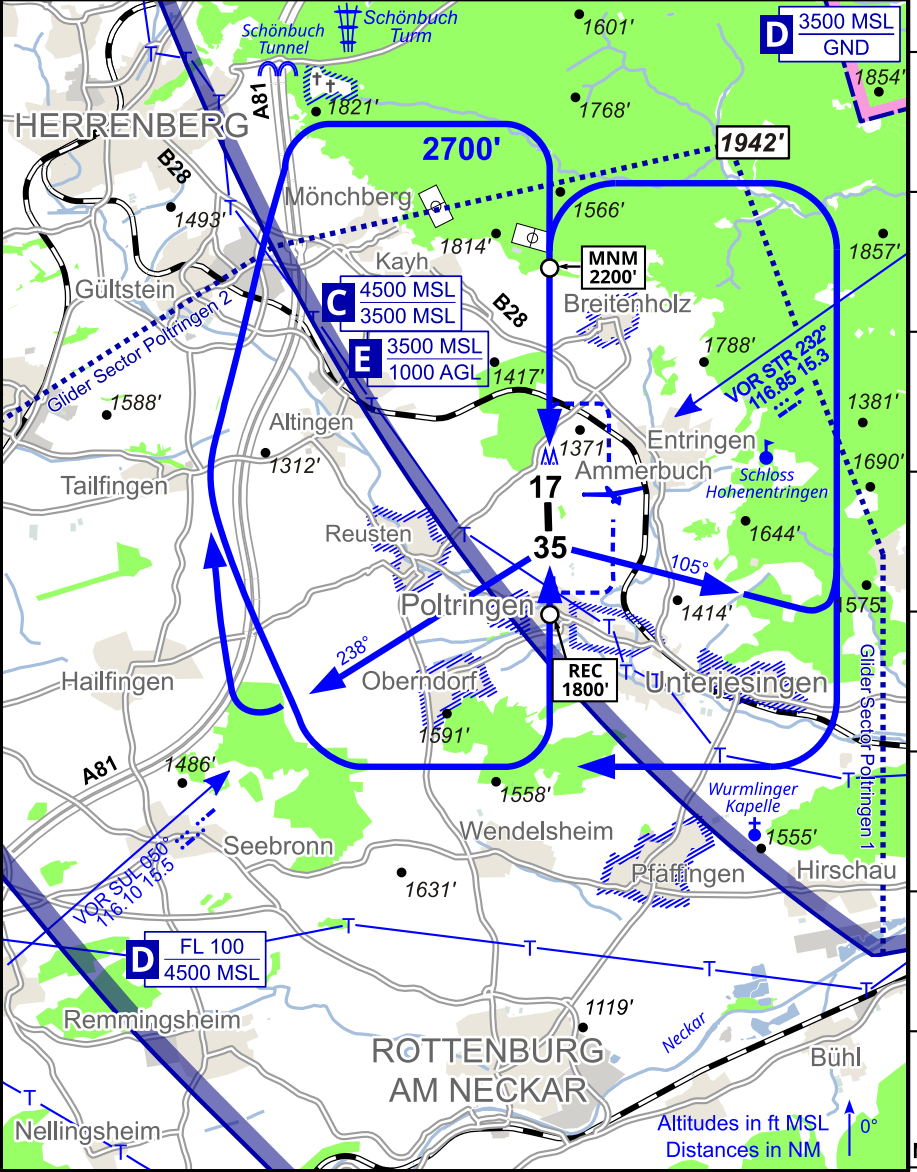 Schönbuch
Tunnel
Schönbuch
Turm
1601'
D
3500 MSL
GND
1854'
A81
1821'
1768'
HERRENBERG
2700'
1942'
B28
Mönchberg
1493'
1566'
1814'
1857'
Kayh
MNM
2200'
Gültstein
C
4500 MSL
3500 MSL
B28
Breitenholz
Glider Sector Poltringen 2
E
3500 MSL
1000 AGL
1788'
VOR STR 232°
116.85 15.3
1417'
1588'
1381'
Altingen
1371
Entringen
1312'
Ammerbuch
1690'
Tailfingen
17
Schloss
Hohenentringen
Reusten
1644'
35
105°
1575
Poltringen
1414'
238°
Hailfingen
Oberndorf
REC
1800'
Unterjesingen
Glider Sector Poltringen 1
1591'
A81
1486'
1558'
Wurmlinger
Kapelle
Wendelsheim
1555'
Seebronn
VOR SUL 050°
116.10 15.5
1631'
Pfäffingen
Hirschau
T
D
FL 100
4500 MSL
Remmingsheim
1119'
Neckar
ROTTENBURG
AM NECKAR
Bühl
Nellingsheim
Altitudes in ft MSL
Distances in NM
0°